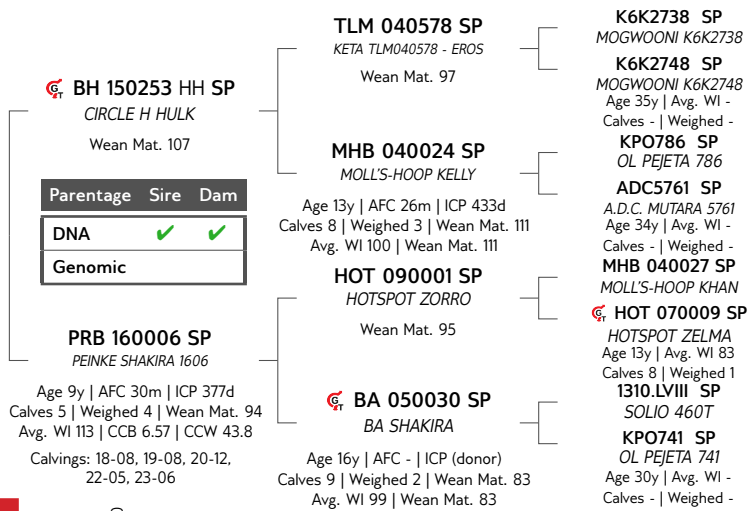 BH 150253 HH SP
CIRCLE H HULK
Wean Mat. 107
Parentage Sire Dam
DNA ✔ ✔
Genomic
PRB 160006 SP
PEINKE SHAKIRA 1606
Age 9y | AFC 30m | ICP 377d
Calves 5 | Weighed 4 | Wean Mat. 94
Avg. WI 113 | CCB 6.57 | CCW 43.8
Calvings: 18-08, 19-08, 20-12,
22-05, 23-06
TLM 040578 SP
KETA TLM040578 - EROS
Wean Mat. 97
MHB 040024 SP
MOLL'S-HOOP KELLY
Age 13y | AFC 26m | ICP 433d
Calves 8 | Weighed 3 | Wean Mat. 111
Avg. WI 100 | Wean Mat. 111
HOT 090001 SP
HOTSPOT ZORRO
Wean Mat. 95
BA 050030 SP
BA SHAKIRA
Age 16y | AFC - | ICP (donor)
Calves 9 | Weighed 2 | Wean Mat. 83
Avg. WI 99 | Wean Mat. 83
K6K2738 SP
MOGWOONI K6K2738
K6K2748 SP
MOGWOONI K6K2748
Age 35y | Avg. WI -
Calves - | Weighed -
KPO786 SP
OL PEJETA 786
ADC5761 SP
A.D.C. MUTARA 5761
Age 34y | Avg. WI -
Calves - | Weighed -
MHB 040027 SP
MOLL'S-HOOP KHAN
HOT 070009 SP
HOTSPOT ZELMA
Age 13y | Avg. WI 83
Calves 8 | Weighed 1
1310.LVIII SP
SOLIO 460T
KPO741 SP
OL PEJETA 741
Age 30y | Avg. WI -
Calves - | Weighed -